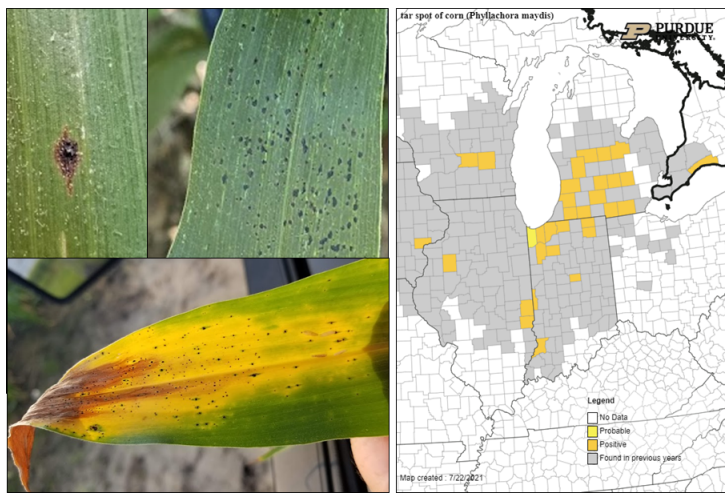 tar spot of corn (Phyllachora maydis)
PURDUE
UNIVERSITY.
Legend
No Data
Probable
Positive
Found in previous years
Map created : 7/22/2021